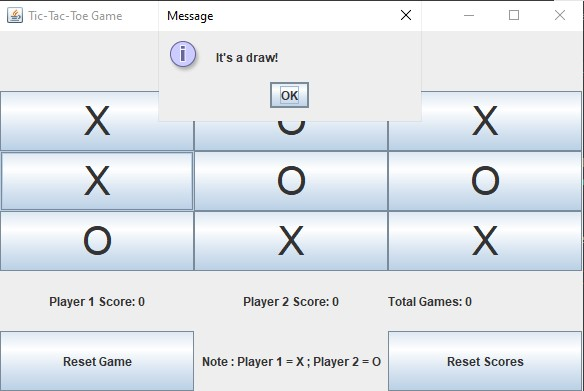 Tic-Tac-Toe Game
Message
It's a draw!
OK
X O X
X O O
O X X
Player 1 Score: 0 Player 2 Score: 0 Total Games: 0
Reset Game Note : Player 1 = X ; Player 2 = O Reset Scores